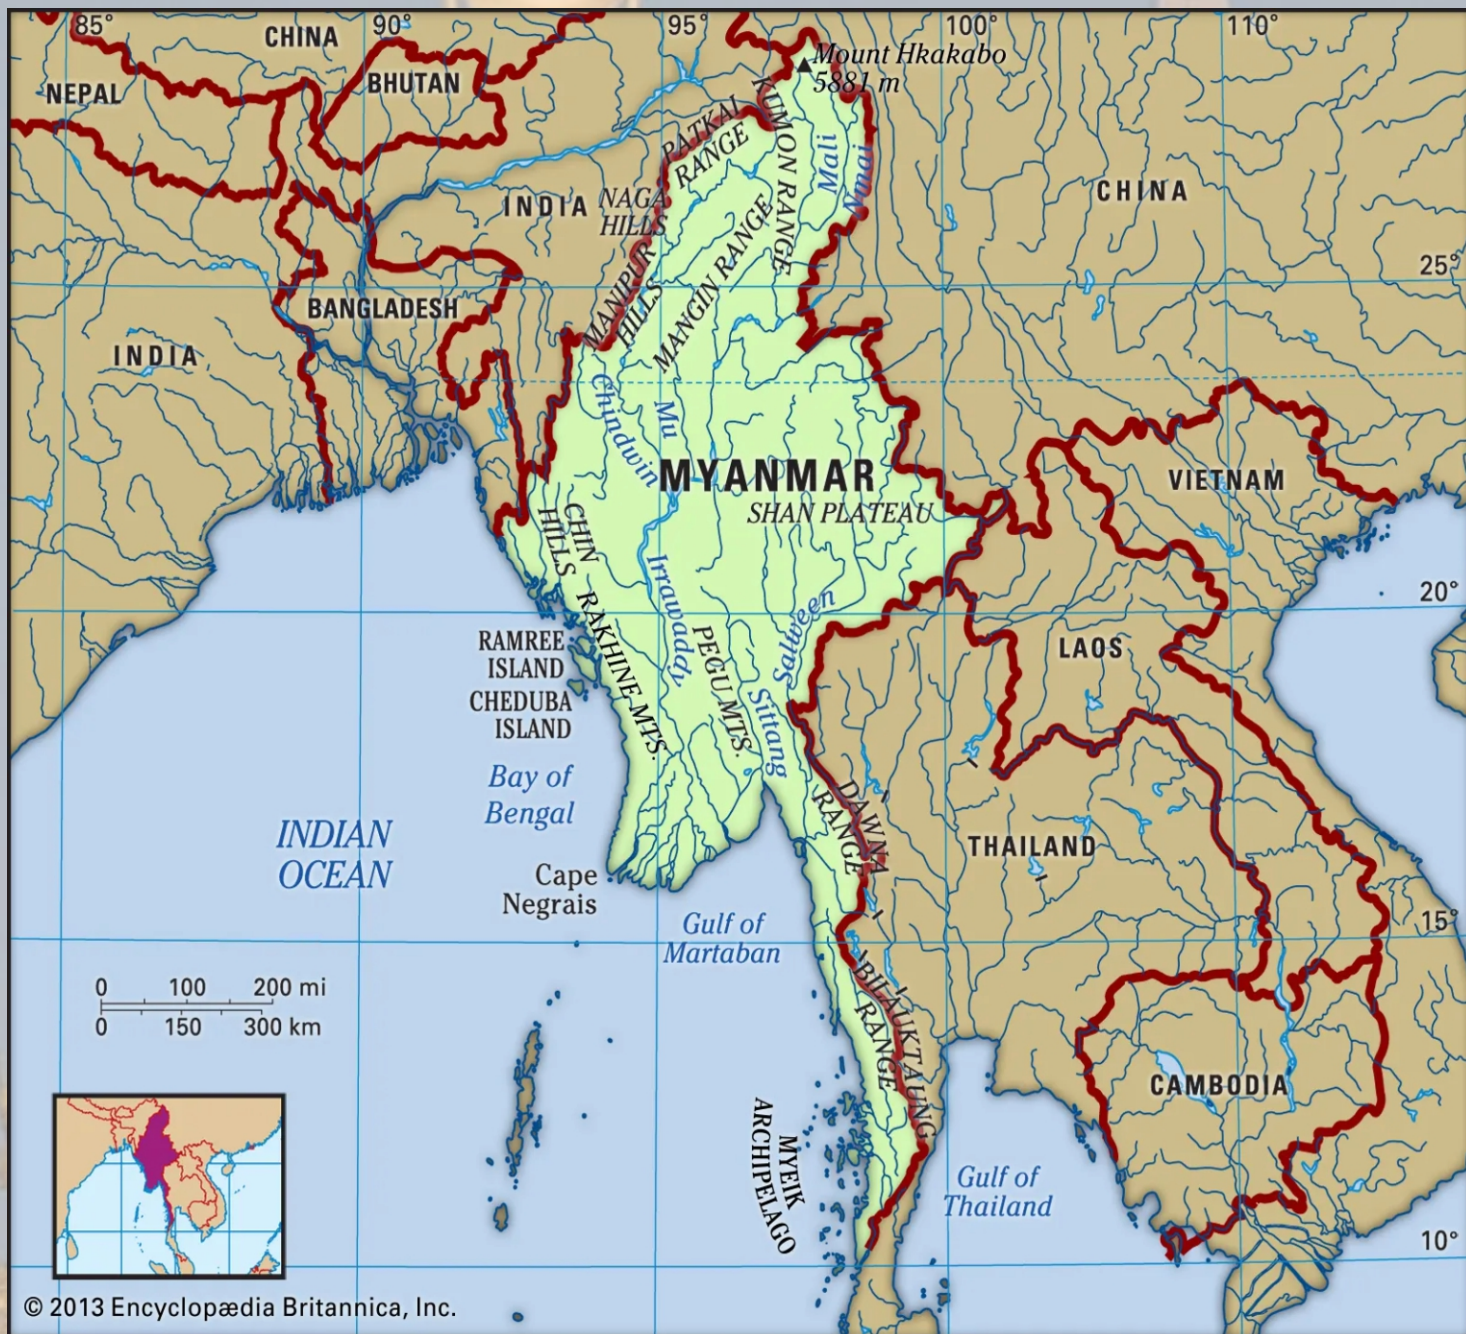 85°
90°
95°
100°
110°
CHINA
NEPAL
BHUTAN
Mount Hkakabo
5881 m
PATKAI
RANGE
KUMON RANGE
Mali
Nmai
INDIA
NAGA
HILLS
CHINA
MANIPUR
HILLS
MANGIN RANGE
25°
BANGLADESH
INDIA
Chindwin
Mu
MYANMAR
SHAN PLATEAU
VIETNAM
CHIN
HILLS
Irrawaddy
Salween
20°
RAMREE
ISLAND
CHEDUBA
ISLAND
RAKHINE MTS.
PEGU MTS.
Sittang
LAOS
Bay of
Bengal
INDIAN
OCEAN
DAWNA
RANGE
THAILAND
Cape
Negrais
Gulf of
Martaban
15°
0 100 200 mi
0 150 300 km
BILAUKTAUNG
RANGE
CAMBODIA
MYEIK
ARCHIPELAGO
Gulf of
Thailand
10°
© 2013 Encyclopædia Britannica, Inc.